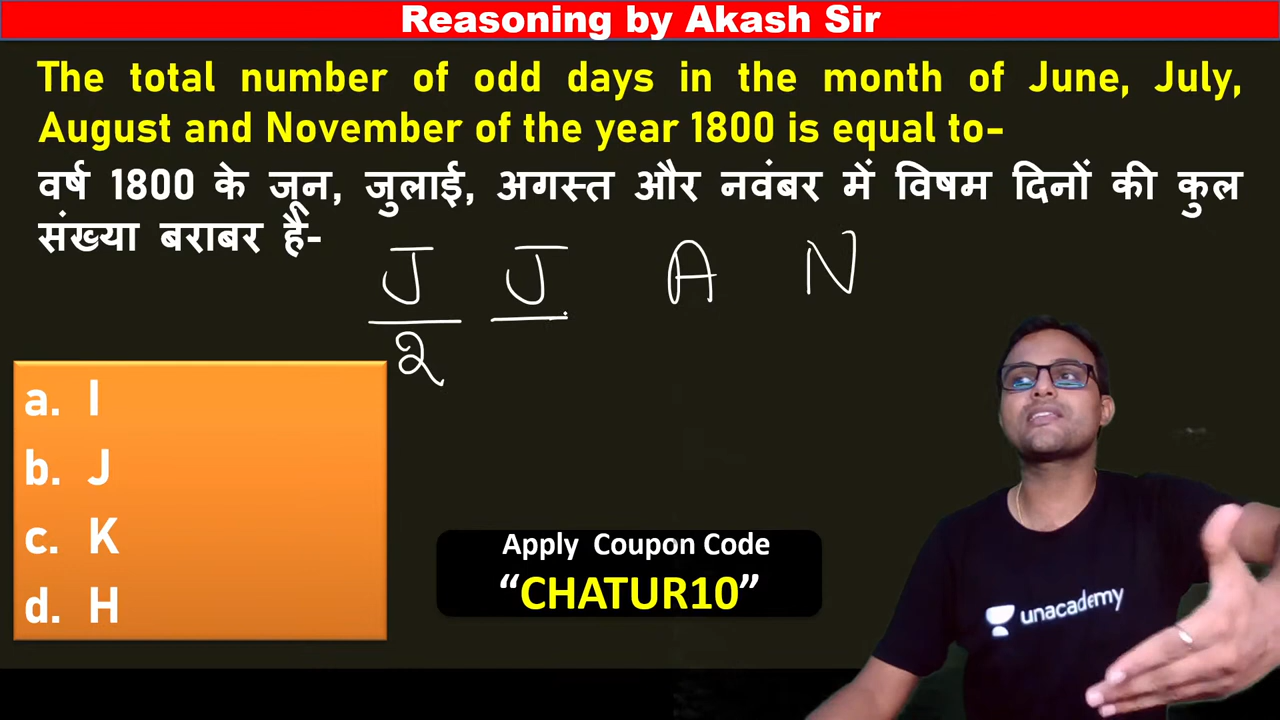 Reasoning by Akash Sir
The total number of odd days in the month of June, July,
August and November of the year 1800 is equal to-
वर्ष 1800 के जून, जुलाई, अगस्त और नवंबर में विषम दिनों की कुल
संख्या बराबर है-
J J A N
2
a. I
b. J
c. K
d. H
Apply Coupon Code
“CHATUR10”
unacademy